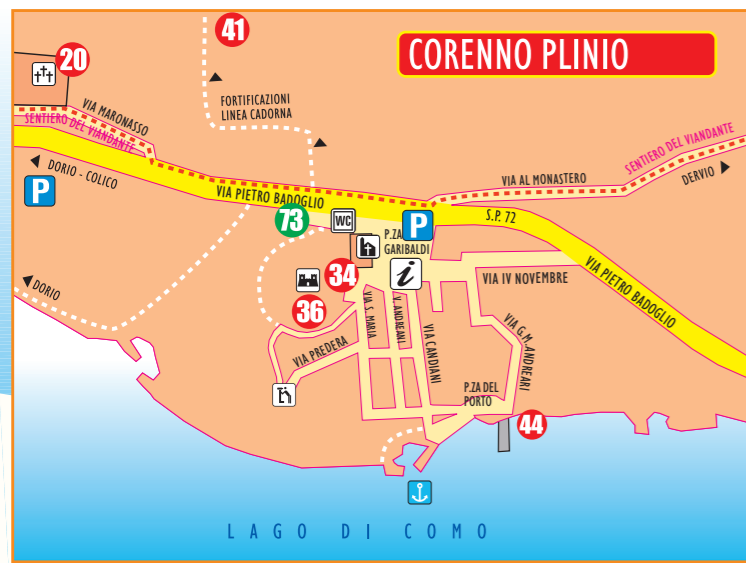 41
CORENNO PLINIO
20
FORTIFICAZIONI
LINEA CADORNA
VIA MARONASSO
SENTIERO DEL VIANDANTE
SENTIERO DEL VIANDANTE
DORIO - COLICO
VIA AL MONASTERO
DERVIO
P
VIA PIETRO BADOGLIO
73
WC
P
S.P. 72
P.ZA
GARIBALDI
i
34
VIA IV NOVEMBRE
VIA PIETRO BADOGLIO
DORIO
36
VIA S. MARIA
V. ANDREANI
VIA CANDIANI
VIA G.M. ANDREARI
VIA PREDERA
P.ZA DEL
PORTO
44
LAGO DI COMO